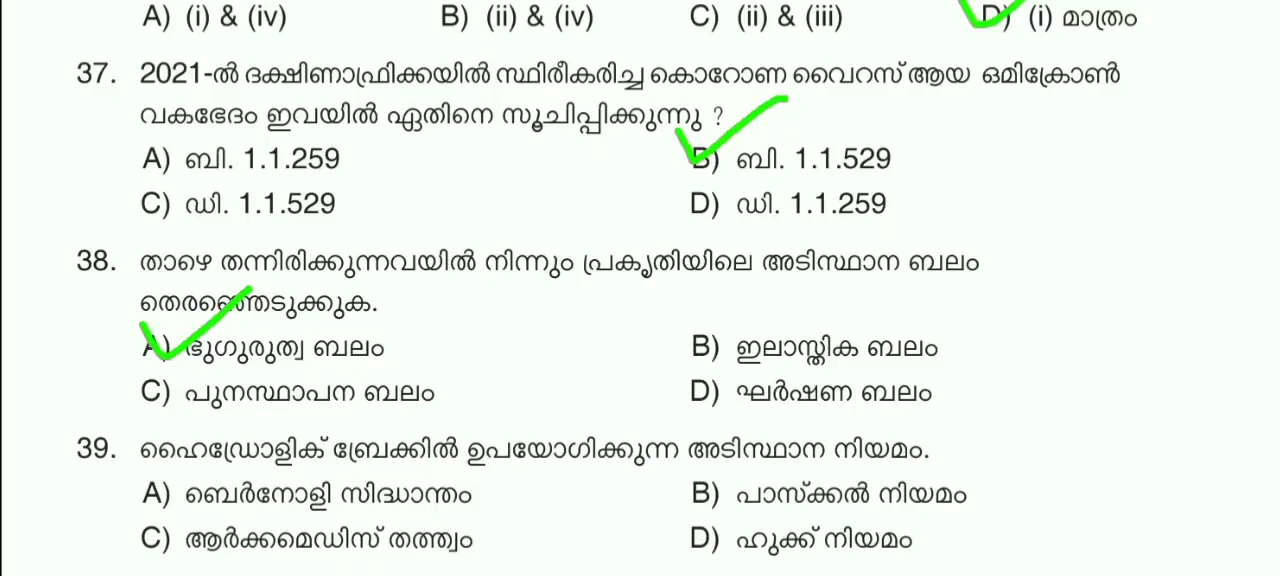 A) (i) & (iv) B) (ii) & (iv) C) (ii) & (iii) D) (i) മാത്രം
37. 2021-ൽ ദക്ഷിണാഫ്രിക്കയിൽ സ്ഥിരീകരിച്ച കൊറോണ വൈറസ് ആയ ഒമിക്രോൺ
വകഭേദം ഇവയിൽ ഏതിനെ സൂചിപ്പിക്കുന്നു ?
A) ബി. 1.1.259 B) ബി. 1.1.529
C) ഡി. 1.1.529 D) ഡി. 1.1.259
38. താഴെ തന്നിരിക്കുന്നവയിൽ നിന്നും പ്രകൃതിയിലെ അടിസ്ഥാന ബലം
തെരഞ്ഞെടുക്കുക.
A) ഭുഗുരുത്വ ബലം B) ഇലാസ്തിക ബലം
C) പുനസ്ഥാപന ബലം D) ഘർഷണ ബലം
39. ഹൈഡ്രോളിക് ബ്രേക്കിൽ ഉപയോഗിക്കുന്ന അടിസ്ഥാന നിയമം.
A) ബെർനോളി സിദ്ധാന്തം B) പാസ്ക്കൽ നിയമം
C) ആർക്കമെഡിസ് തത്ത്വം D) ഹുക്ക് നിയമം